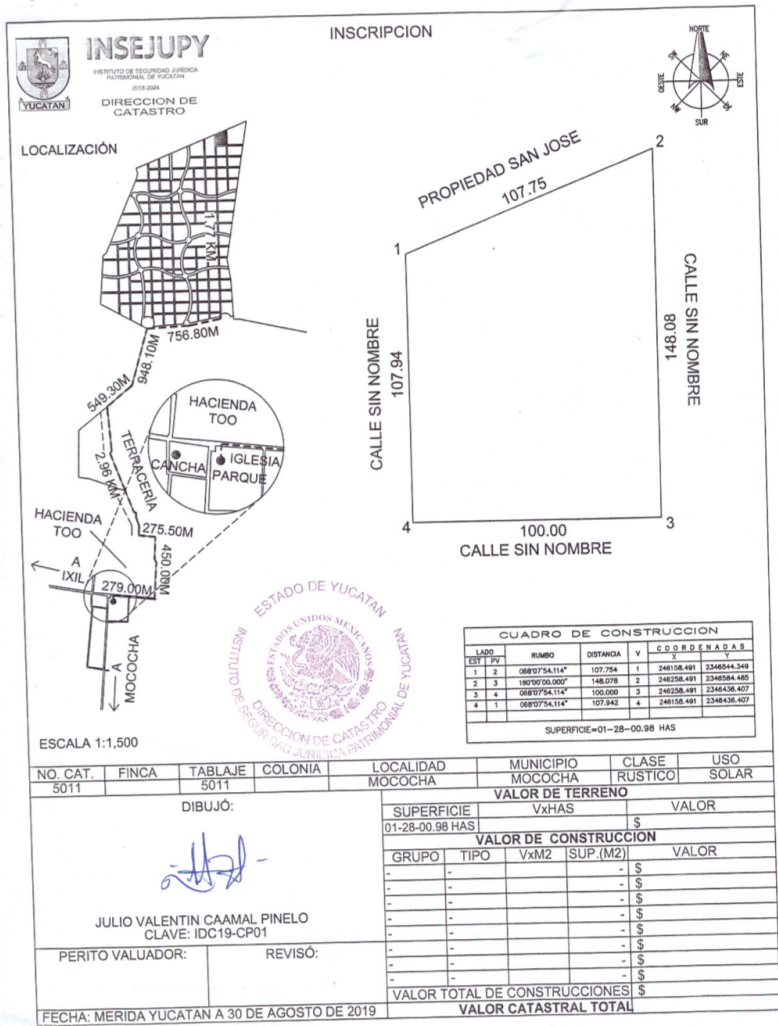 INSCRIPCION
INSEJUPY
INSTITUTO DE SEGURIDAD JURÍDICA
PATRIMONIAL DE YUCATÁN
2018-2024
DIRECCION DE
CATASTRO
YUCATAN
NORTE
ESTE
SUR
OESTE
NE
SE
LOCALIZACIÓN
1.77 KM
756.80M
948.10M
549.30M
TERRACERÍA
2.96 KM
HACIENDA
TOO
CANCHA
IGLESIA
PARQUE
HACIENDA
TOO
275.50M
450.00M
A
IXIL
279.00M
A
MOCOCHA
PROPIEDAD SAN JOSE
107.75
1
2
CALLE SIN NOMBRE
107.94
CALLE SIN NOMBRE
148.08
4
3
100.00
CALLE SIN NOMBRE
ESTADO DE YUCATAN
ESTADOS UNIDOS MEXICANOS
DIRECCION DE CATASTRO
INSTITUTO DE SEGURIDAD JURIDICA PATRIMONIAL DE YUCATAN
CUADRO DE CONSTRUCCION
LADO RUMBO DISTANCIA V COORDENADAS
EST PV X Y
1 2 068°07'54.114" 107.754 1 246158.491 2346544.349
2 3 180°00'00.000" 148.078 2 246258.491 2346584.485
3 4 068°07'54.114" 100.000 3 246258.491 2346436.407
4 1 068°07'54.114" 107.942 4 246158.491 2346436.407
SUPERFICIE=01-28-00.98 HAS
ESCALA 1:1,500
NO. CAT. FINCA TABLAJE COLONIA LOCALIDAD MUNICIPIO CLASE USO
5011 5011 MOCOCHA MOCOCHA RUSTICO SOLAR
DIBUJÓ:
JULIO VALENTIN CAAMAL PINELO
CLAVE: IDC19-CP01
PERITO VALUADOR: REVISÓ:
FECHA: MERIDA YUCATAN A 30 DE AGOSTO DE 2019
VALOR DE TERRENO
SUPERFICIE VxHAS VALOR
01-28-00.98 HAS $
VALOR DE CONSTRUCCION
GRUPO TIPO VxM2 SUP.(M2) VALOR
- - - $
- - - $
- - - $
- - - $
- - - $
- - - $
- - - $
- - - $
VALOR TOTAL DE CONSTRUCCIONES $
VALOR CATASTRAL TOTAL